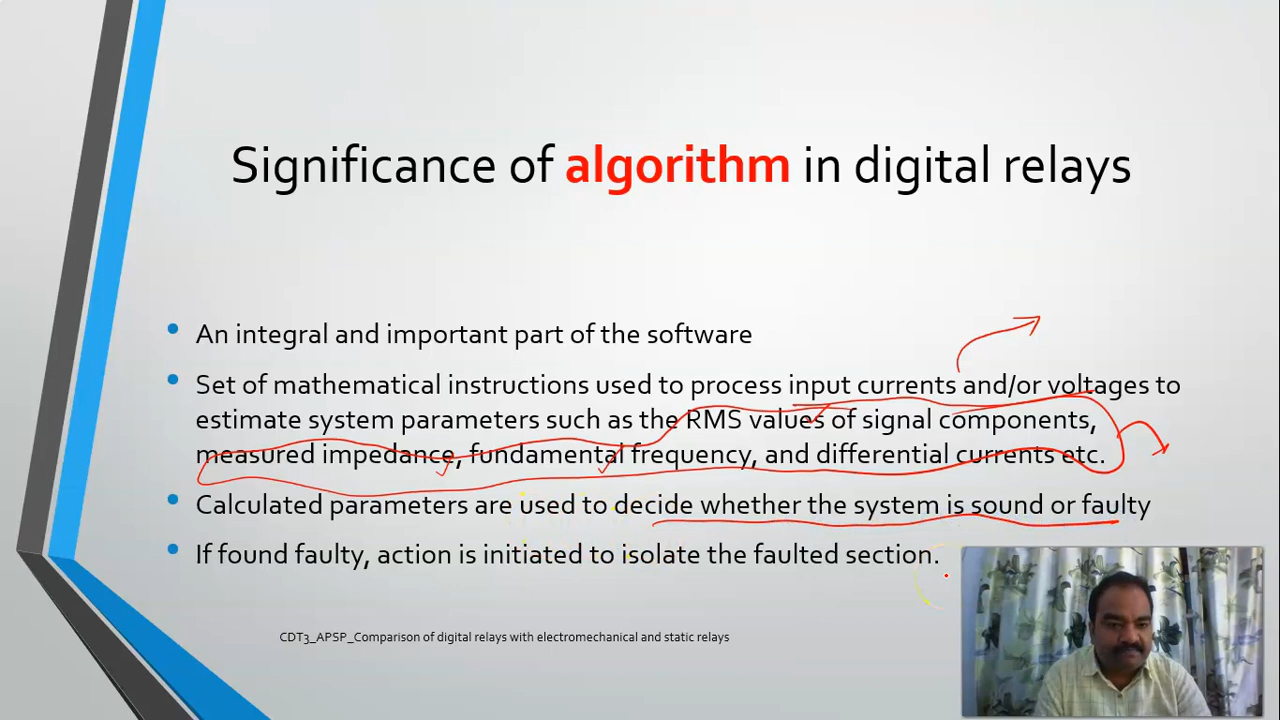 Significance of algorithm in digital relays
An integral and important part of the software
Set of mathematical instructions used to process input currents and/or voltages to
estimate system parameters such as the RMS values of signal components,
measured impedance, fundamental frequency, and differential currents etc.
Calculated parameters are used to decide whether the system is sound or faulty
If found faulty, action is initiated to isolate the faulted section.
CDT3_APSP_Comparison of digital relays with electromechanical and static relays